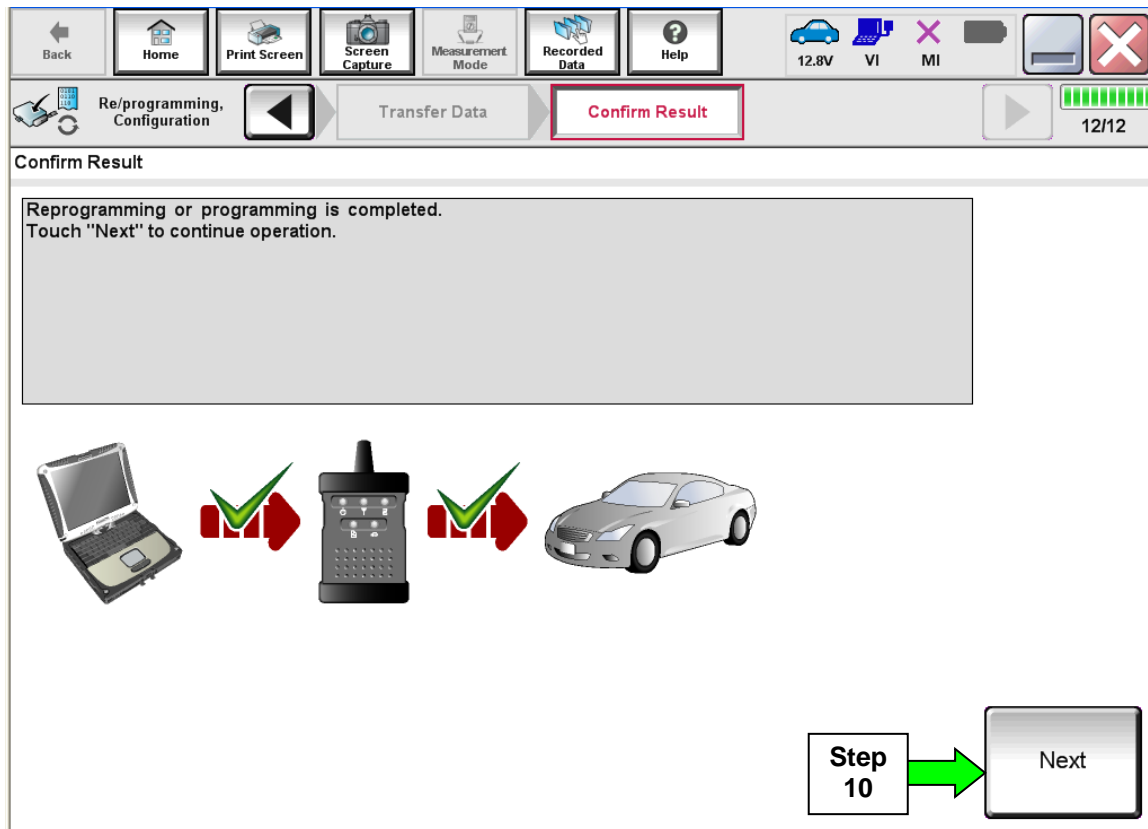 Back
Home
Print Screen
Screen
Capture
Measurement
Mode
Recorded
Data
Help
12.8V
VI
MI
Re/programming,
Configuration
Transfer Data
Confirm Result
12/12
Confirm Result
Reprogramming or programming is completed.
Touch "Next" to continue operation.
Step
10
Next